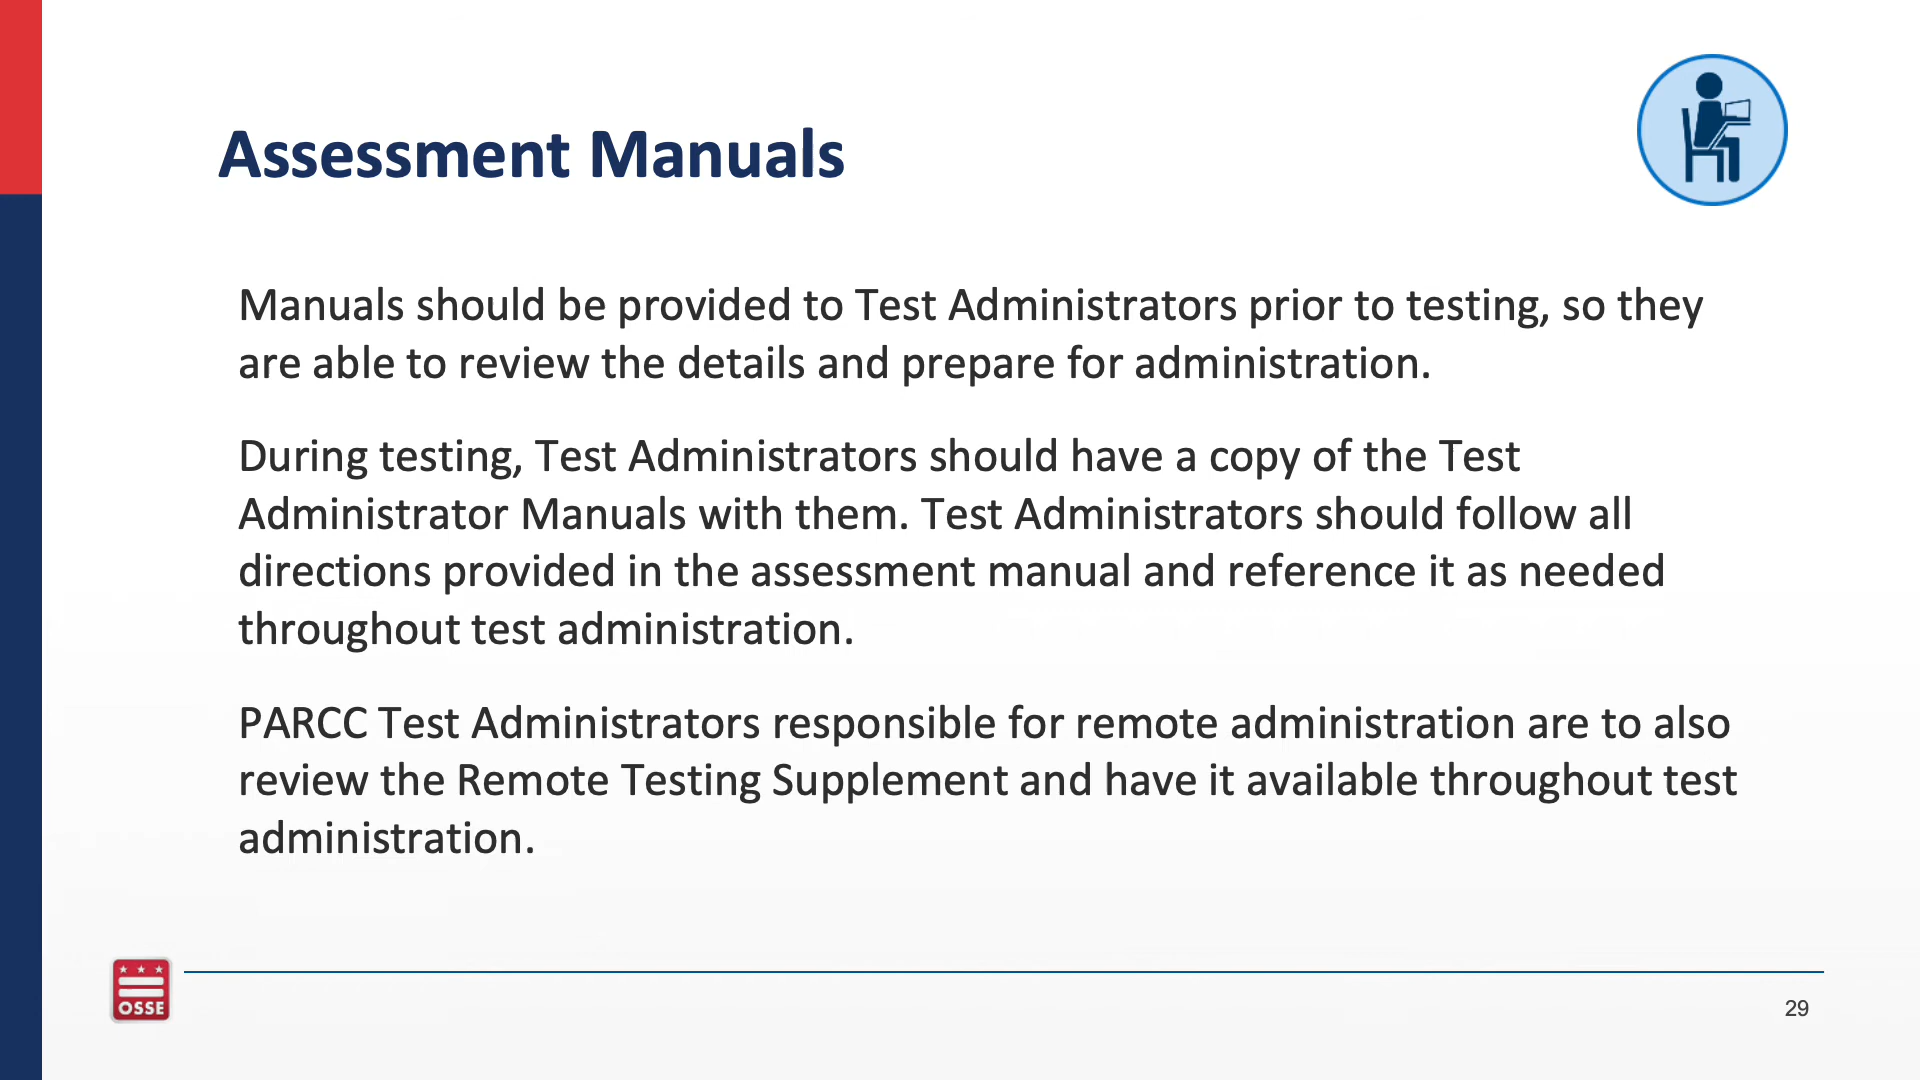 Assessment Manuals
Manuals should be provided to Test Administrators prior to testing, so they
are able to review the details and prepare for administration.
During testing, Test Administrators should have a copy of the Test
Administrator Manuals with them. Test Administrators should follow all
directions provided in the assessment manual and reference it as needed
throughout test administration.
PARCC Test Administrators responsible for remote administration are to also
review the Remote Testing Supplement and have it available throughout test
administration.
OSSE
29